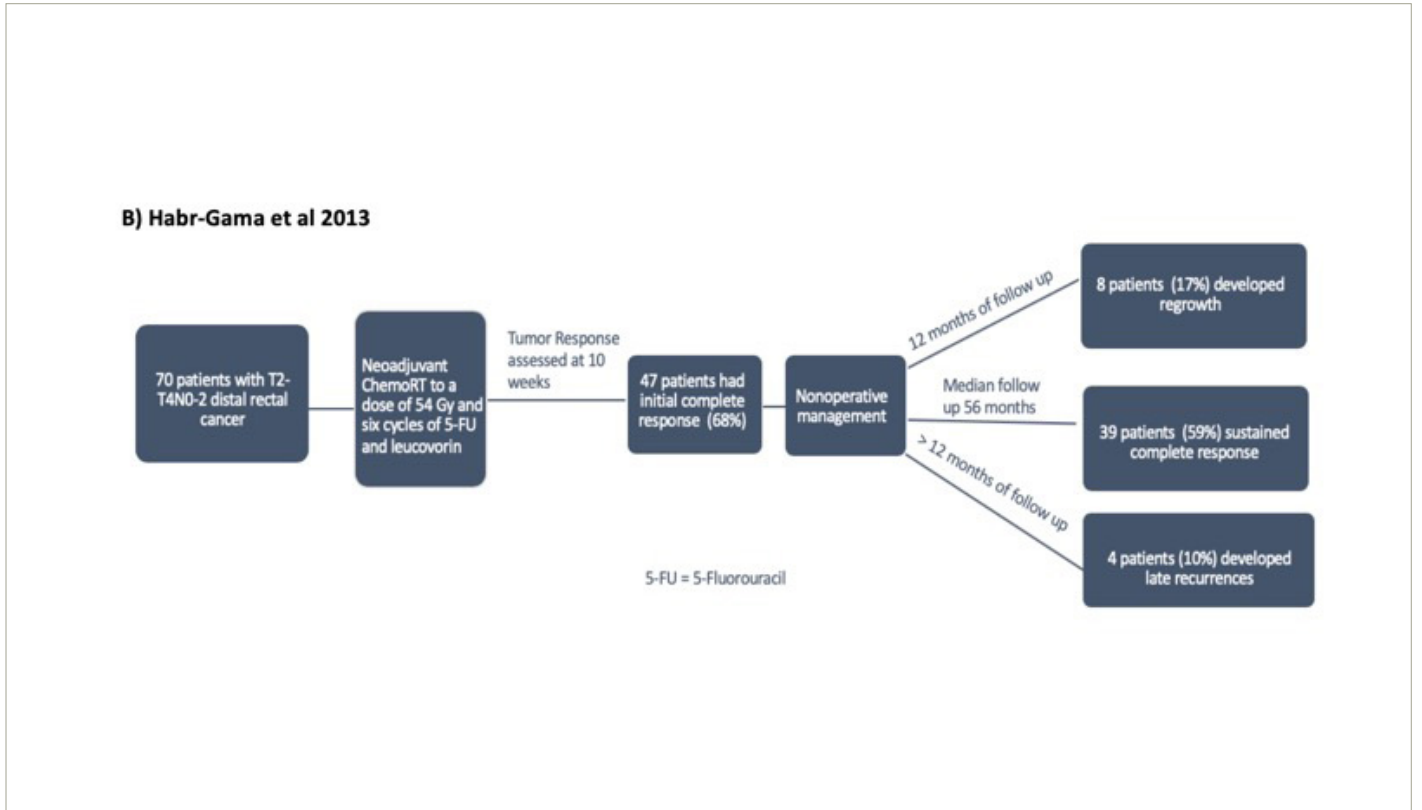 B) Habr-Gama et al 2013
70 patients with T2-
T4N0-2 distal rectal
cancer
Neoadjuvant
ChemoRT to a
dose of 54 Gy and
six cycles of 5-FU
and leucovorin
Tumor Response
assessed at 10
weeks
47 patients had
initial complete
response (68%)
Nonoperative
management
12 months of follow up
8 patients (17%) developed
regrowth
Median follow
up 56 months
39 patients (59%) sustained
complete response
> 12 months of follow up
4 patients (10%) developed
late recurrences
5-FU = 5-Fluorouracil